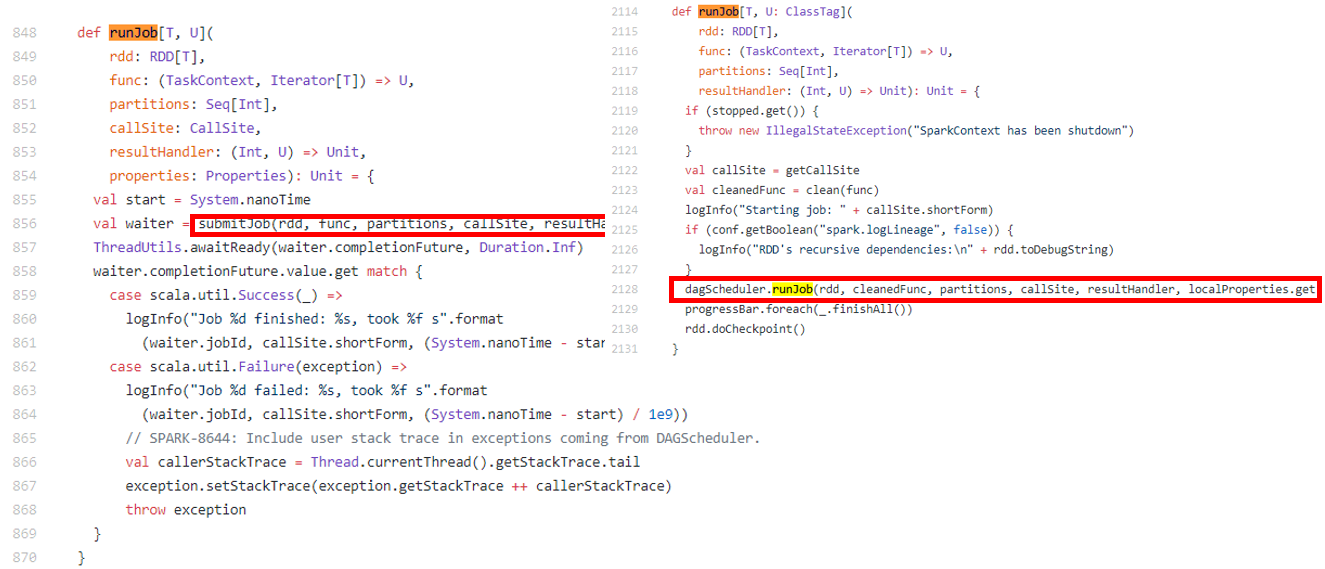 848 def runJob[T, U](
849 rdd: RDD[T],
850 func: (TaskContext, Iterator[T]) => U,
851 partitions: Seq[Int],
852 callSite: CallSite,
853 resultHandler: (Int, U) => Unit,
854 properties: Properties): Unit = {
855 val start = System.nanoTime
856 val waiter = submitJob(rdd, func, partitions, callSite, resultHa
857 ThreadUtils.awaitReady(waiter.completionFuture, Duration.Inf)
858 waiter.completionFuture.value.get match {
859 case scala.util.Success(_) =>
860 logInfo("Job %d finished: %s, took %f s".format
861 (waiter.jobId, callSite.shortForm, (System.nanoTime - star
862 case scala.util.Failure(exception) =>
863 logInfo("Job %d failed: %s, took %f s".format
864 (waiter.jobId, callSite.shortForm, (System.nanoTime - start) / 1e9))
865 // SPARK-8644: Include user stack trace in exceptions coming from DAGScheduler.
866 val callerStackTrace = Thread.currentThread().getStackTrace.tail
867 exception.setStackTrace(exception.getStackTrace ++ callerStackTrace)
868 throw exception
869 }
870 }
2114 def runJob[T, U: ClassTag](
2115 rdd: RDD[T],
2116 func: (TaskContext, Iterator[T]) => U,
2117 partitions: Seq[Int],
2118 resultHandler: (Int, U) => Unit): Unit = {
2119 if (stopped.get()) {
2120 throw new IllegalStateException("SparkContext has been shutdown")
2121 }
2122 val callSite = getCallSite
2123 val cleanedFunc = clean(func)
2124 logInfo("Starting job: " + callSite.shortForm)
2125 if (conf.getBoolean("spark.logLineage", false)) {
2126 logInfo("RDD's recursive dependencies:\n" + rdd.toDebugString)
2127 }
2128 dagScheduler.runJob(rdd, cleanedFunc, partitions, callSite, resultHandler, localProperties.get
2129 progressBar.foreach(_.finishAll())
2130 rdd.doCheckpoint()
2131 }